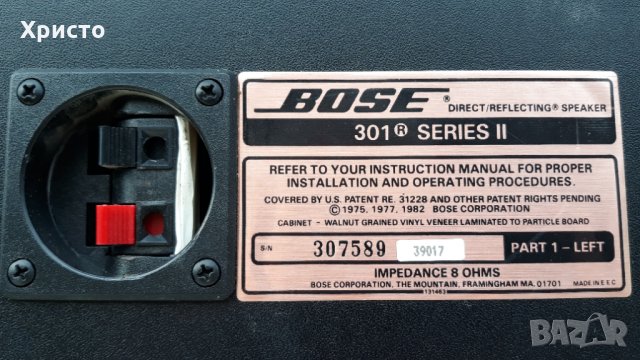 Христо
BOSE® DIRECT/REFLECTING® SPEAKER
301® SERIES II
REFER TO YOUR INSTRUCTION MANUAL FOR PROPER
INSTALLATION AND OPERATING PROCEDURES.
COVERED BY U.S. PATENT RE. 31228 AND OTHER PATENT RIGHTS PENDING
©1975, 1977, 1982 BOSE CORPORATION
CABINET - WALNUT GRAINED VINYL VENEER LAMINATED TO PARTICLE BOARD
S/N 307589 39017 PART 1-LEFT
IMPEDANCE 8 OHMS
BOSE CORPORATION, THE MOUNTAIN, FRAMINGHAM MA. 01701 MADE IN E.E.C
131463
bazar